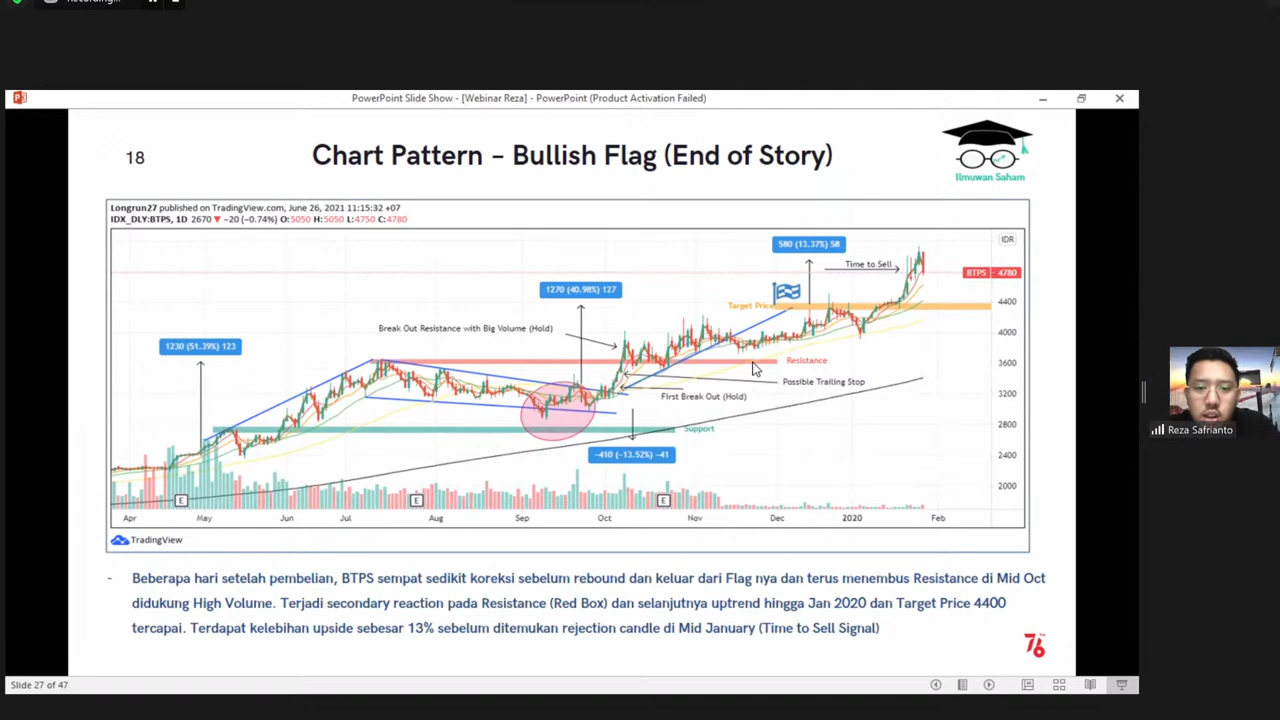 Recording...
PowerPoint Slide Show - [Webinar Reza] - PowerPoint (Product Activation Failed)
18
Chart Pattern – Bullish Flag (End of Story)
Ilmuwan Saham
Longrun27 published on TradingView.com, June 26, 2021 11:15:32 +07
IDX_DLY:BTPS, 1D 2670 ▼ −20 (−0.74%) O:5050 H:5050 L:4750 C:4780
580 (13.37%) 58
IDR
Time to Sell
BTPS 4780
1270 (40.98%) 127
Target Price
4400
Break Out Resistance with Big Volume (Hold)
4000
1230 (51.39%) 123
Resistance
3600
Possible Trailing Stop
First Break Out (Hold)
3200
Support
2800
-410 (-13.52%) -41
2400
2000
E E E
Apr May Jun Jul Aug Sep Oct Nov Dec 2020 Feb
TradingView
Reza Safrianto
- Beberapa hari setelah pembelian, BTPS sempat sedikit koreksi sebelum rebound dan keluar dari Flag nya dan terus menembus Resistance di Mid Oct
didukung High Volume. Terjadi secondary reaction pada Resistance (Red Box) dan selanjutnya uptrend hingga Jan 2020 dan Target Price 4400
tercapai. Terdapat kelebihan upside sebesar 13% sebelum ditemukan rejection candle di Mid January (Time to Sell Signal)
76
Slide 27 of 47